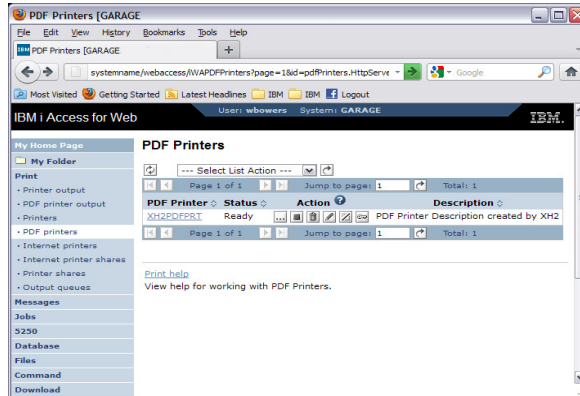 PDF Printers [GARAGE
File Edit View History Bookmarks Tools Help
IBM PDF Printers [GARAGE +
systemname/webaccess/iWAPDFPrinters?page=1&id=pdfPrinters.HttpServe Google
Most Visited Getting Started Latest Headlines IBM IBM Logout
User: wbowers System: GARAGE
IBM i Access for Web IBM.
My Home Page
My Folder
Print
• Printer output
• PDF printer output
• Printers
• PDF printers
• Internet printers
• Internet printer shares
• Printer shares
• Output queues
Messages
Jobs
5250
Database
Files
Command
Download
PDF Printers
--- Select List Action ---
Page 1 of 1 Jump to page: 1 Total: 1
PDF Printer Status Action ? Description
XH2PDFPRT Ready ... PDF Printer Description created by XH2
Page 1 of 1 Jump to page: 1 Total: 1
Print help
View help for working with PDF Printers.